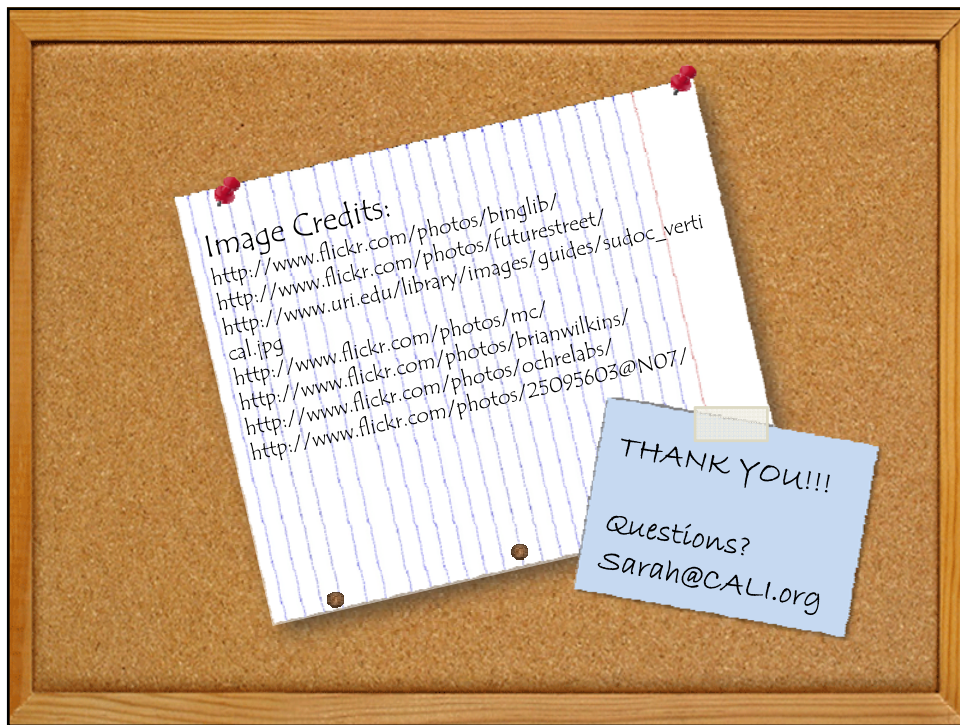 Image Credits:
http://www.flickr.com/photos/binglib/
http://www.flickr.com/photos/futurestreet/
http://www.uri.edu/library/images/guides/sudoc_verti
cal.jpg
http://www.flickr.com/photos/mc/
http://www.flickr.com/photos/brianwilkins/
http://www.flickr.com/photos/ochrelabs/
http://www.flickr.com/photos/25095603@N07/
THANK YOU!!!
Questions?
Sarah@CALI.org